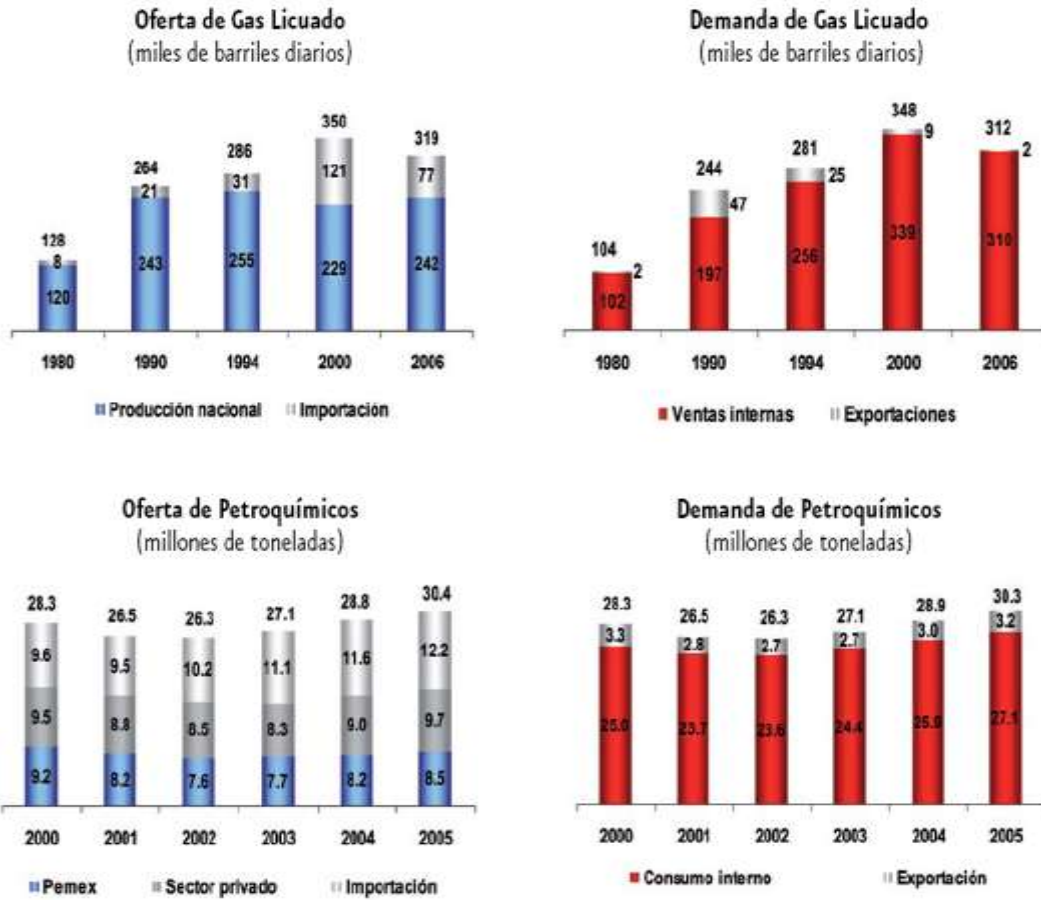 Oferta de Gas Licuado
(miles de barriles diarios)
128
8
120
264
21
243
286
31
255
350
121
229
319
77
242
1980 1990 1994 2000 2006
Producción nacional Importación
Demanda de Gas Licuado
(miles de barriles diarios)
104
2
102
244
47
197
281
25
256
348
9
339
312
2
310
1980 1990 1994 2000 2006
Ventas internas Exportaciones
Oferta de Petroquímicos
(millones de toneladas)
28.3 26.5 26.3 27.1 28.8 30.4
9.6 9.5 10.2 11.1 11.6 12.2
9.5 8.8 8.5 8.3 9.0 9.7
9.2 8.2 7.6 7.7 8.2 8.5
2000 2001 2002 2003 2004 2005
Pemex Sector privado Importación
Demanda de Petroquímicos
(millones de toneladas)
28.3 26.5 26.3 27.1 28.9 30.3
3.3 2.8 2.7 2.7 3.0 3.2
25.0 23.7 23.6 24.4 25.9 27.1
2000 2001 2002 2003 2004 2005
Consumo interno Exportación